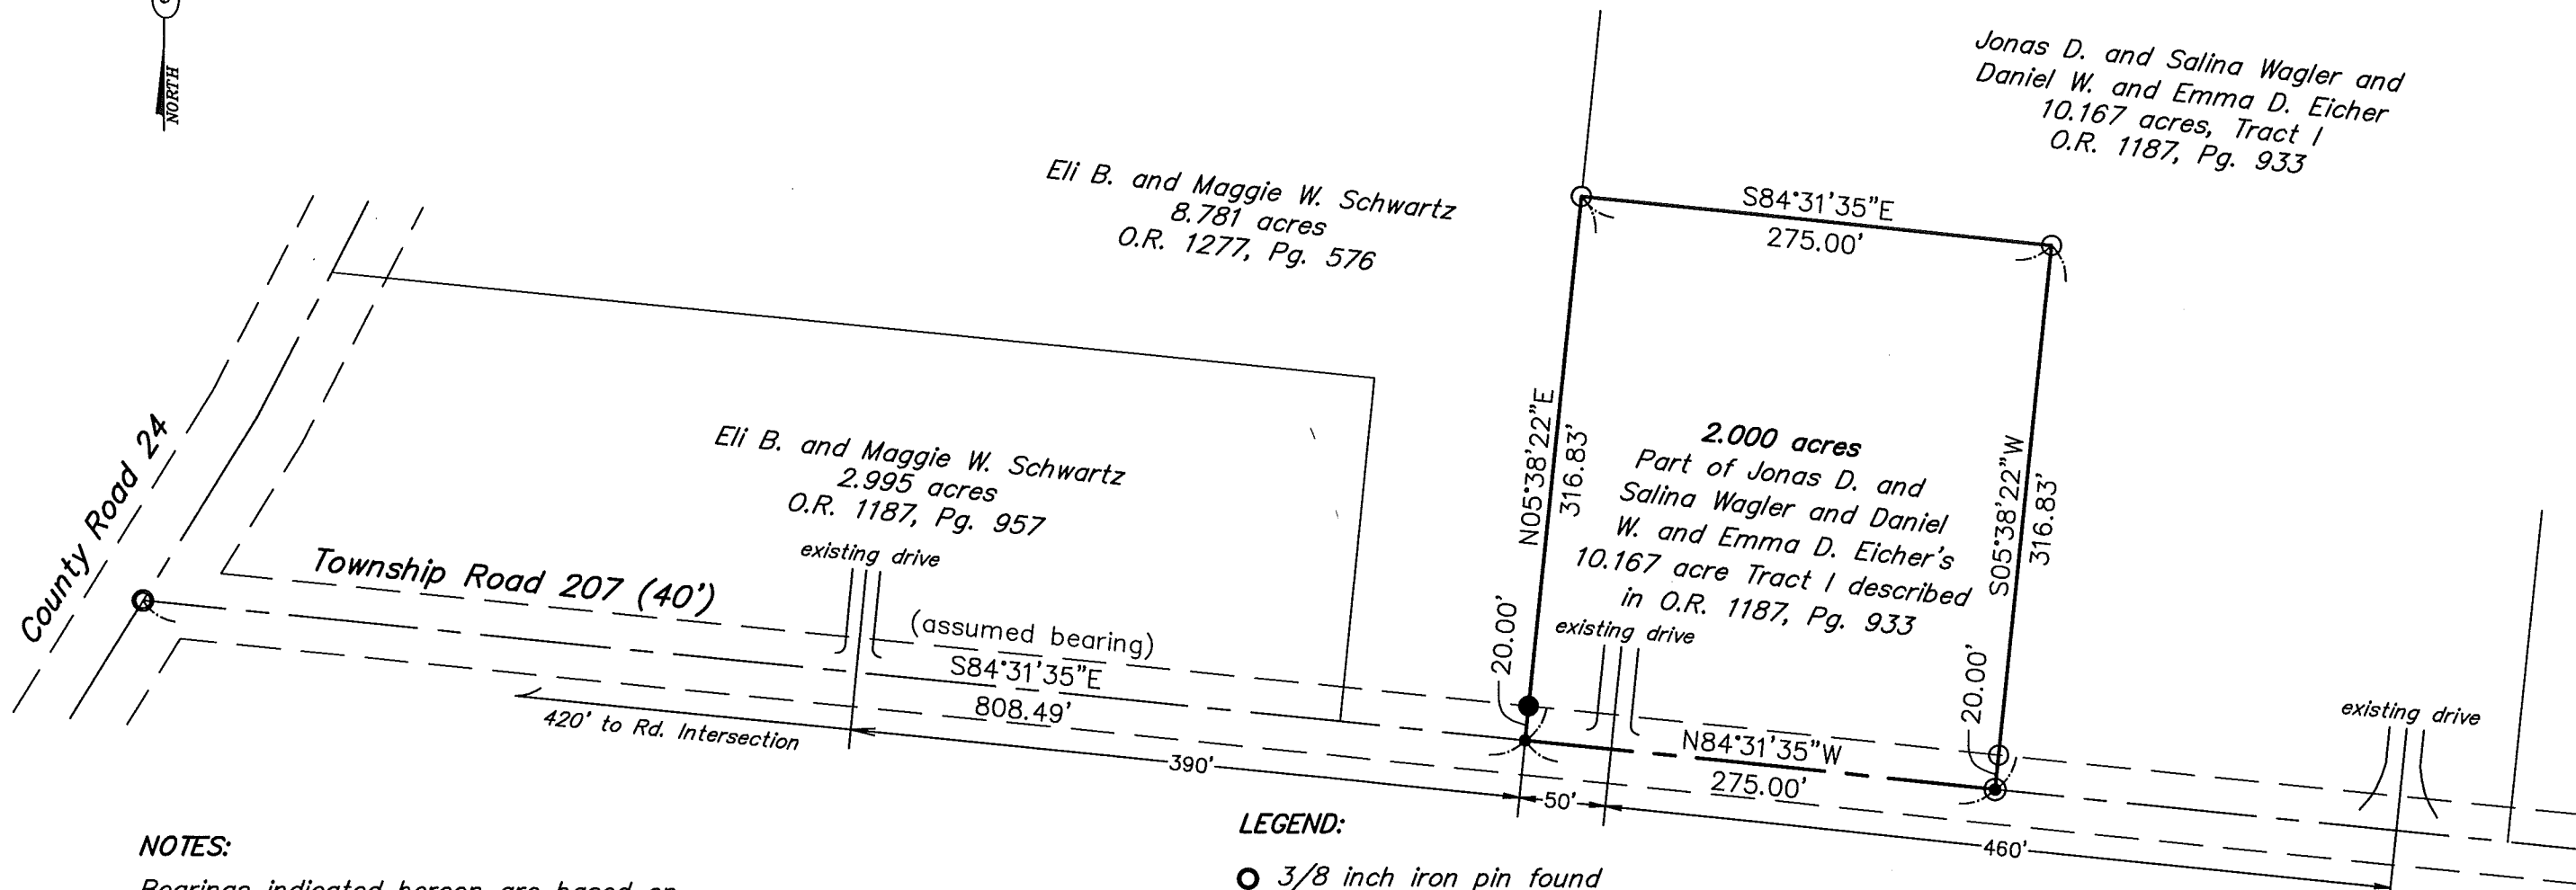 NORTH
Jonas D. and Salina Wagler and
Daniel W. and Emma D. Eicher
10.167 acres, Tract I
O.R. 1187, Pg. 933
Eli B. and Maggie W. Schwartz
8.781 acres
O.R. 1277, Pg. 576
S84°31'35"E
275.00'
County Road 24
Eli B. and Maggie W. Schwartz
2.995 acres
O.R. 1187, Pg. 957
existing drive
Township Road 207 (40')
(assumed bearing)
S84°31'35"E
808.49'
420' to Rd. Intersection
390'
N05°38'22"E
316.83'
20.00'
2.000 acres
Part of Jonas D. and
Salina Wagler and Daniel
W. and Emma D. Eicher's
10.167 acre Tract I described
in O.R. 1187, Pg. 933
existing drive
S05°38'22"W
316.83'
20.00'
N84°31'35"W
275.00'
50'
460'
existing drive
NOTES:
Bearings indicated hereon are based on
LEGEND:
3/8 inch iron pin found